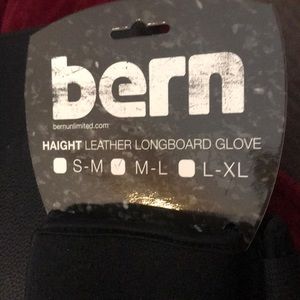 bern
bernunlimited.com
HAIGHT LEATHER LONGBOARD GLOVE
S-M M-L L-XL